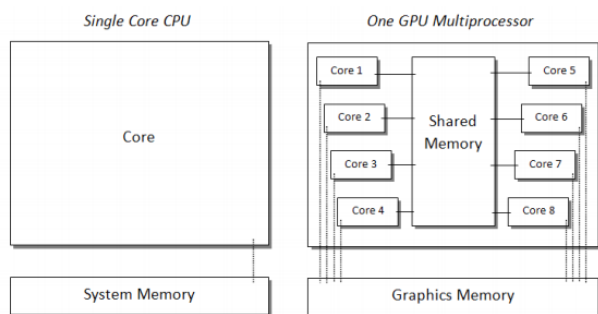 Single Core CPU
One GPU Multiprocessor
Core
Core 1
Core 2
Core 3
Core 4
Shared
Memory
Core 5
Core 6
Core 7
Core 8
System Memory
Graphics Memory